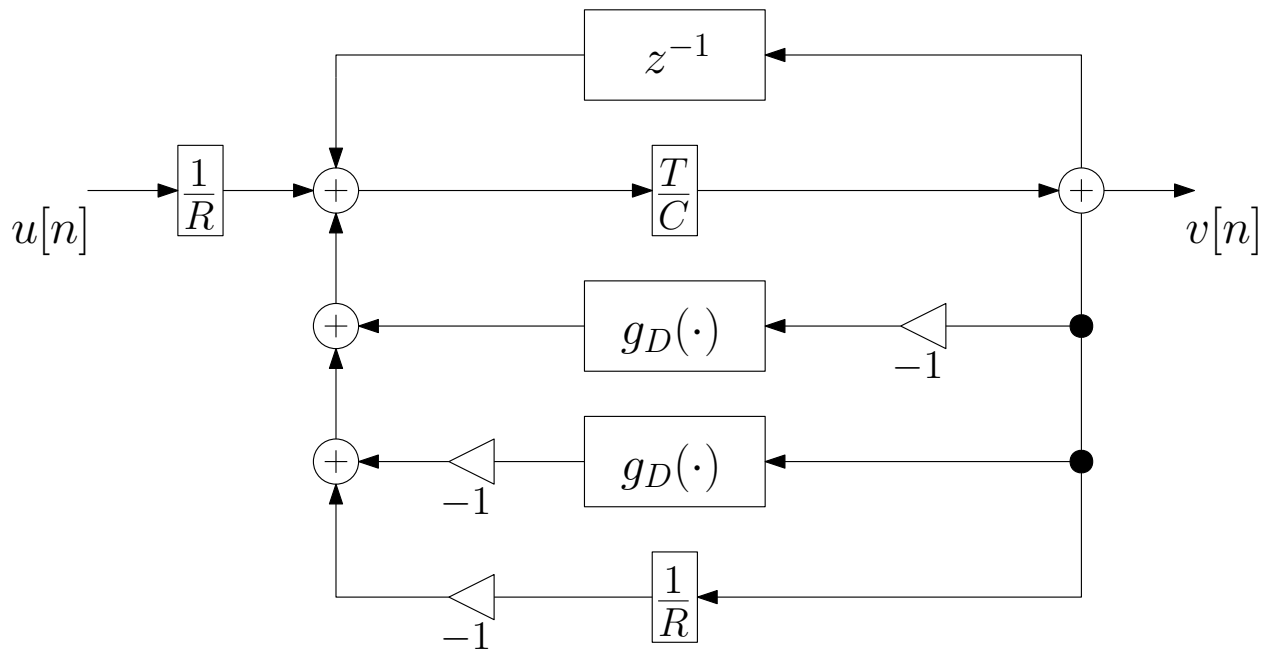 z⁻¹
u[n]
1/R
+
T/C
+
v[n]
+
g_D(·)
−1
+
−1
g_D(·)
−1
1/R